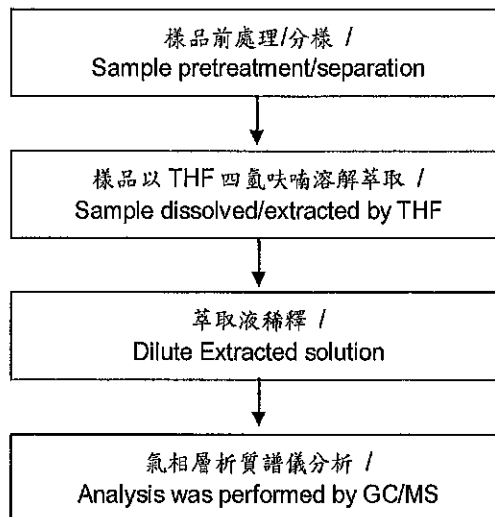 樣品前處理/分樣 /
Sample pretreatment/separation
樣品以 THF 四氫呋喃溶解萃取 /
Sample dissolved/extracted by THF
萃取液稀釋 /
Dilute Extracted solution
氣相層析質譜儀分析 /
Analysis was performed by GC/MS